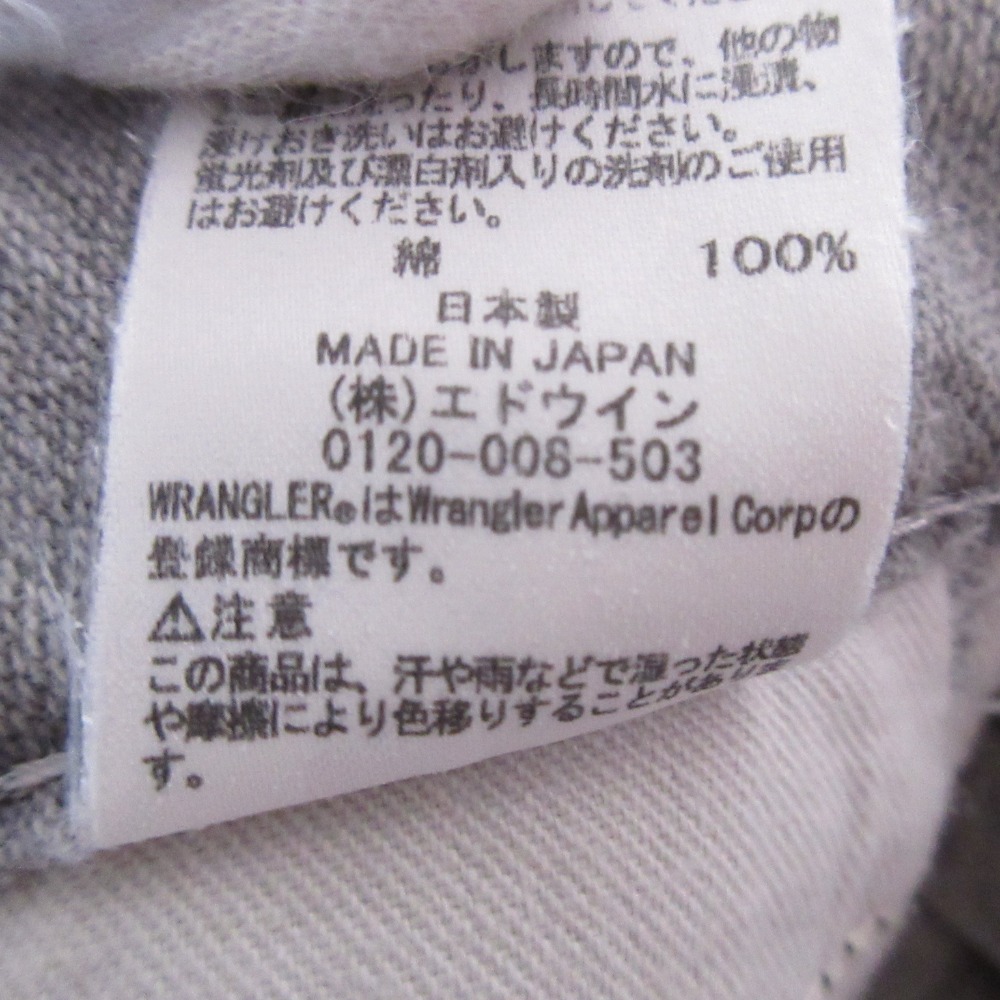 しますので、他の物
ったり、長時間水に浸漬、
漬けおき洗いはお避けください。
蛍光剤及び漂白剤入りの洗剤のご使用
はお避けください。
綿 100%
日本製
MADE IN JAPAN
(株)エドウイン
0120-008-503
WRANGLER®はWrangler Apparel Corpの
登録商標です。
⚠注意
この商品は、汗や雨などで湿った状態
や摩擦により色移りすることがあり
す。